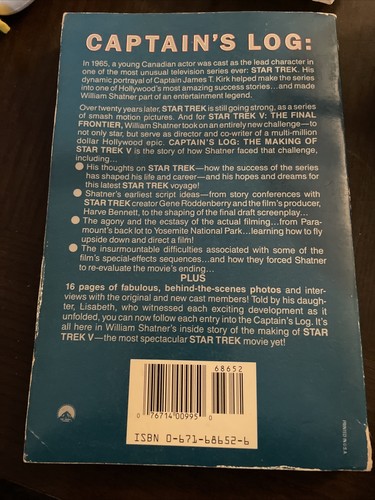 CAPTAIN'S LOG:
In 1965, a young Canadian actor was cast as the lead character in
one of the most unusual television series ever: STAR TREK. His
dynamic portrayal of Captain James T. Kirk helped make the series
into one of Hollywood's most amazing success stories...and made
William Shatner part of an entertainment legend.
Over twenty years later, STAR TREK is still going strong, as a series
of smash motion pictures. And for STAR TREK V: THE FINAL
FRONTIER, William Shatner took on an entirely new challenge—to
not only star, but serve as director and co-writer of a multi-million
dollar Hollywood epic. CAPTAIN'S LOG: THE MAKING OF
STAR TREK V is the story of how Shatner faced that challenge,
including...
● His thoughts on STAR TREK—how the success of the series
has shaped his life and career—and his hopes and dreams for
this latest STAR TREK voyage!
● Shatner's earliest script ideas—from story conferences with
STAR TREK creator Gene Roddenberry and the film's producer,
Harve Bennett, to the shaping of the final draft screenplay...
● The agony and the ecstasy of the actual filming...from Para-
mount's back lot to Yosemite National Park...learning how to fly
upside down and direct a film!
● The insurmountable difficulties associated with some of the
film's special-effects sequences...and how they forced Shatner
to re-evaluate the movie's ending...
PLUS
16 pages of fabulous, behind-the-scenes photos and inter-
views with the original and new cast members! Told by his daugh-
ter, Lisabeth, who witnessed each exciting development as it
unfolded, you can now follow each entry into the Captain's Log. It's
all here in William Shatner's inside story of the making of STAR
TREK V—the most spectacular STAR TREK movie yet!
68652
0 76714 00995 0
ISBN 0-671-68652-6
PRINTED IN U.S.A.